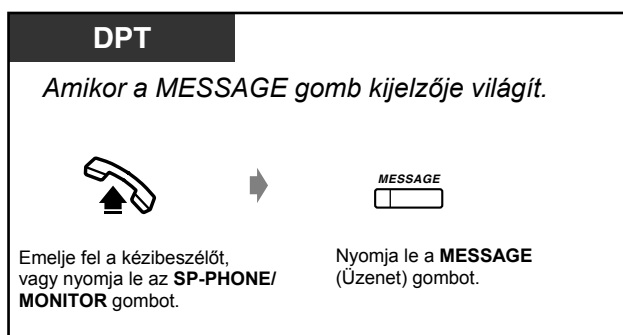 DPT
Amikor a MESSAGE gomb kijelzője világít.
MESSAGE
Emelje fel a kézibeszélőt,
vagy nyomja le az SP-PHONE/
MONITOR gombot.
Nyomja le a MESSAGE
(Üzenet) gombot.